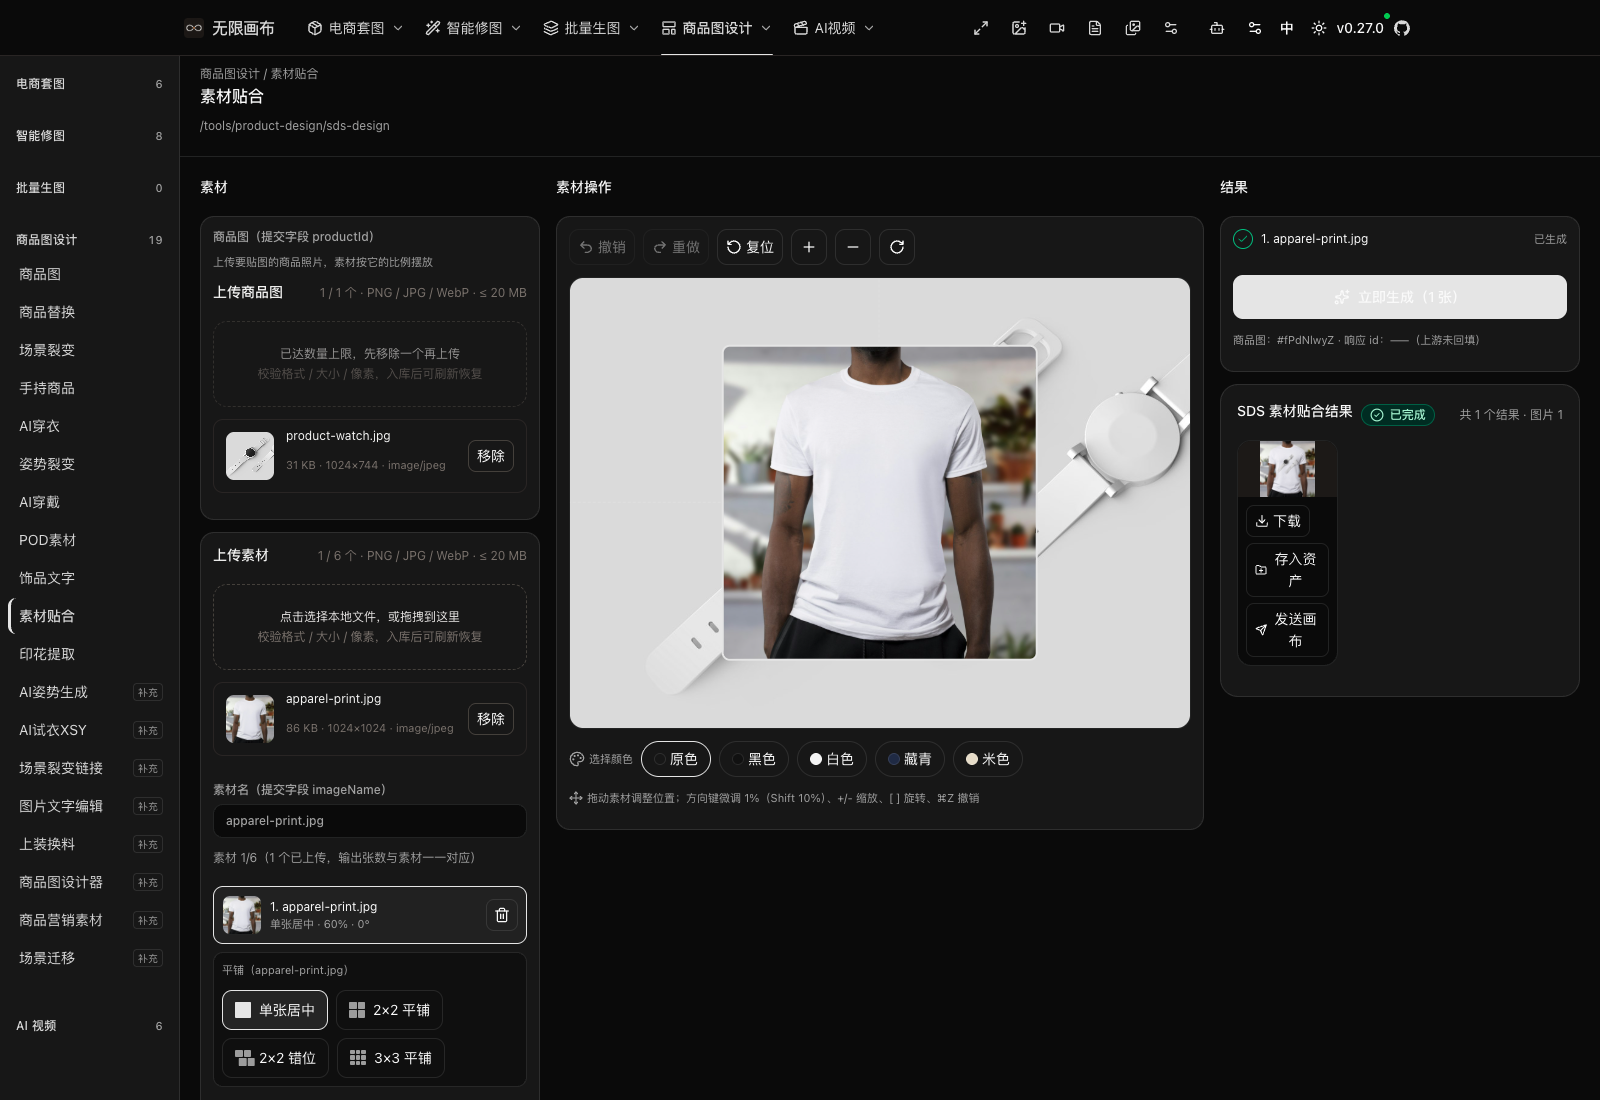 无限画布
电商套图
智能修图
批量生图
商品图设计
AI视频
中
v0.27.0
电商套图 6
智能修图 8
批量生图 0
商品图设计 19
商品图
商品替换
场景裂变
手持商品
AI穿衣
姿势裂变
AI穿戴
POD素材
饰品文字
素材贴合
印花提取
AI姿势生成 补充
AI试衣XSY 补充
场景裂变链接 补充
图片文字编辑 补充
上装换料 补充
商品图设计器 补充
商品营销素材 补充
场景迁移 补充
AI 视频 6
商品图设计 / 素材贴合
素材贴合
/tools/product-design/sds-design
素材
商品图（提交字段 productId）
上传要贴图的商品照片，素材按它的比例摆放
上传商品图 1 / 1 个 · PNG / JPG / WebP · ≤ 20 MB
已达数量上限，先移除一个再上传
校验格式 / 大小 / 像素，入库后可刷新恢复
product-watch.jpg
31 KB · 1024×744 · image/jpeg
移除
上传素材 1 / 6 个 · PNG / JPG / WebP · ≤ 20 MB
点击选择本地文件，或拖拽到这里
校验格式 / 大小 / 像素，入库后可刷新恢复
apparel-print.jpg
86 KB · 1024×1024 · image/jpeg
移除
素材名（提交字段 imageName）
apparel-print.jpg
素材 1/6（1 个已上传，输出张数与素材一一对应）
1. apparel-print.jpg
单张居中 · 60% · 0°
平铺（apparel-print.jpg）
单张居中
2×2 平铺
2×2 错位
3×3 平铺
素材操作
撤销
重做
复位
选择颜色
原色
黑色
白色
藏青
米色
拖动素材调整位置；方向键微调 1%（Shift 10%）、+/- 缩放、[ ] 旋转、⌘Z 撤销
结果
1. apparel-print.jpg 已生成
立即生成（1 张）
商品图：#fPdNlwyZ · 响应 id：——（上游未回填）
SDS 素材贴合结果 已完成 共 1 个结果 · 图片 1
下载
存入资
产
发送画
布